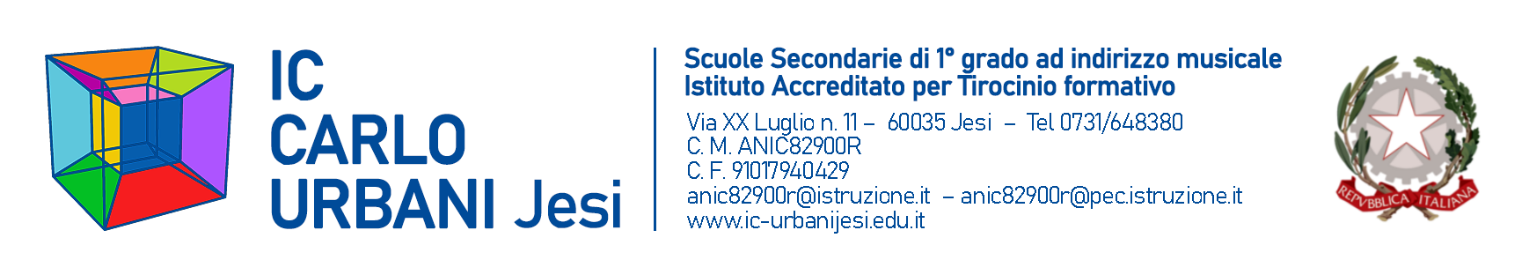 IC
CARLO
URBANI Jesi
Scuole Secondarie di 1° grado ad indirizzo musicale
Istituto Accreditato per Tirocinio formativo
Via XX Luglio n. 11 – 60035 Jesi – Tel 0731/648380
C. M. ANIC82900R
C. F. 91017940429
anic82900r@istruzione.it – anic82900r@pec.istruzione.it
www.ic-urbanijesi.edu.it
REPVBBLICA ITALIANA